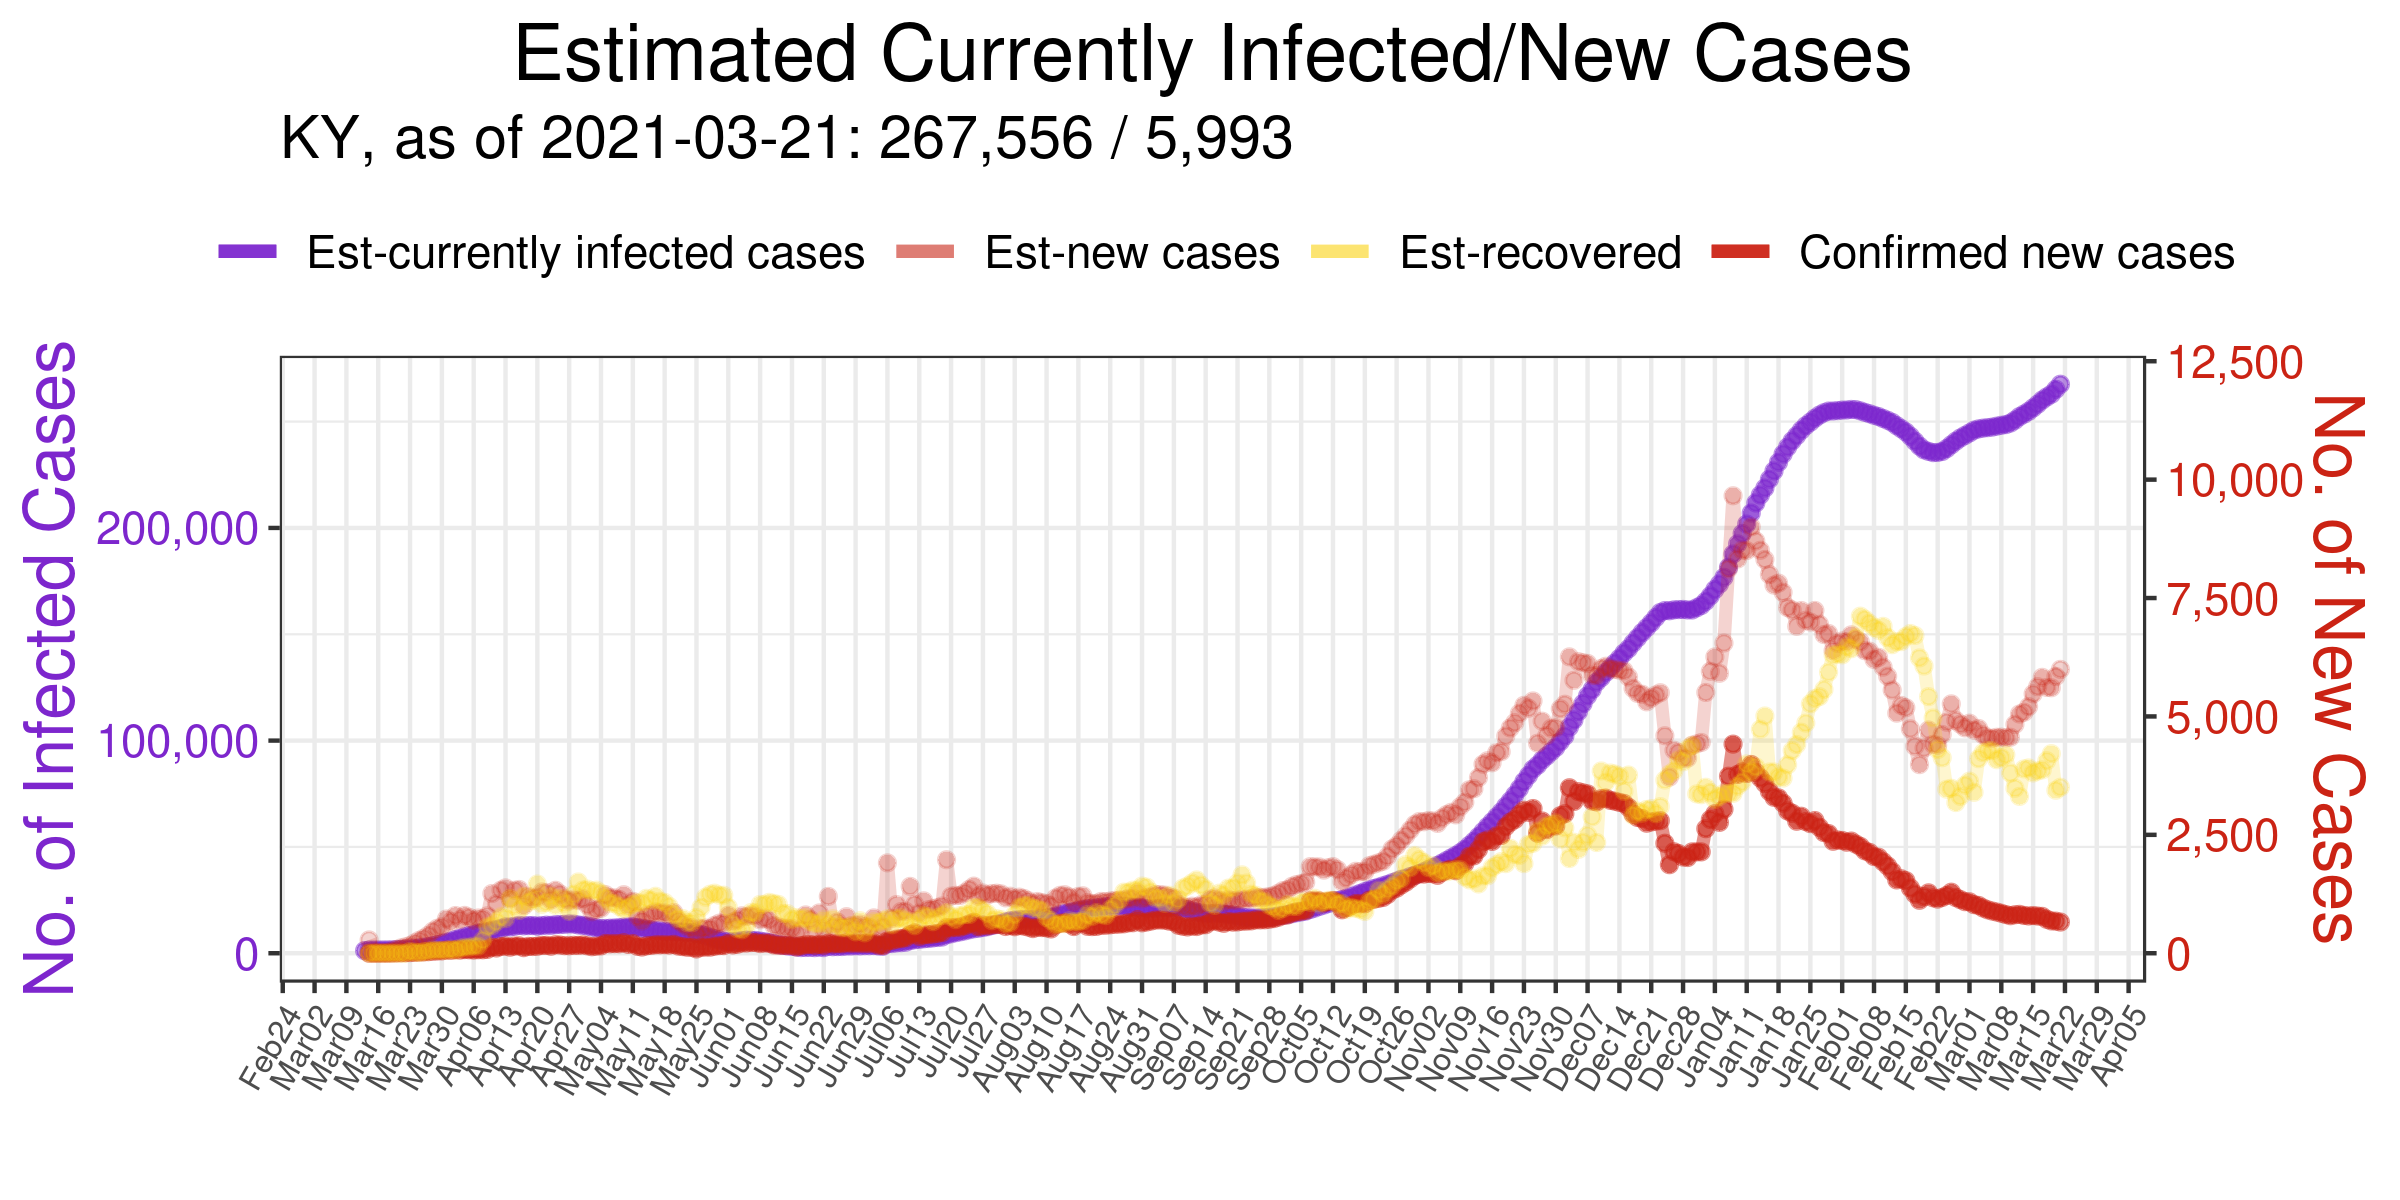 Estimated Currently Infected/New Cases
KY, as of 2021-03-21: 267,556 / 5,993
Est-currently infected cases Est-new cases Est-recovered Confirmed new cases
No. of Infected Cases
200,000
100,000
0
12,500
10,000
7,500
5,000
2,500
0
No. of New Cases
Feb24 Mar02 Mar09 Mar16 Mar23 Mar30 Apr06 Apr13 Apr20 Apr27 May04 May11 May18 May25 Jun01 Jun08 Jun15 Jun22 Jun29 Jul06 Jul13 Jul20 Jul27 Aug03 Aug10 Aug17 Aug24 Aug31 Sep07 Sep14 Sep21 Sep28 Oct05 Oct12 Oct19 Oct26 Nov02 Nov09 Nov16 Nov23 Nov30 Dec07 Dec14 Dec21 Dec28 Jan04 Jan11 Jan18 Jan25 Feb01 Feb08 Feb15 Feb22 Mar01 Mar08 Mar15 Mar22 Mar29 Apr05